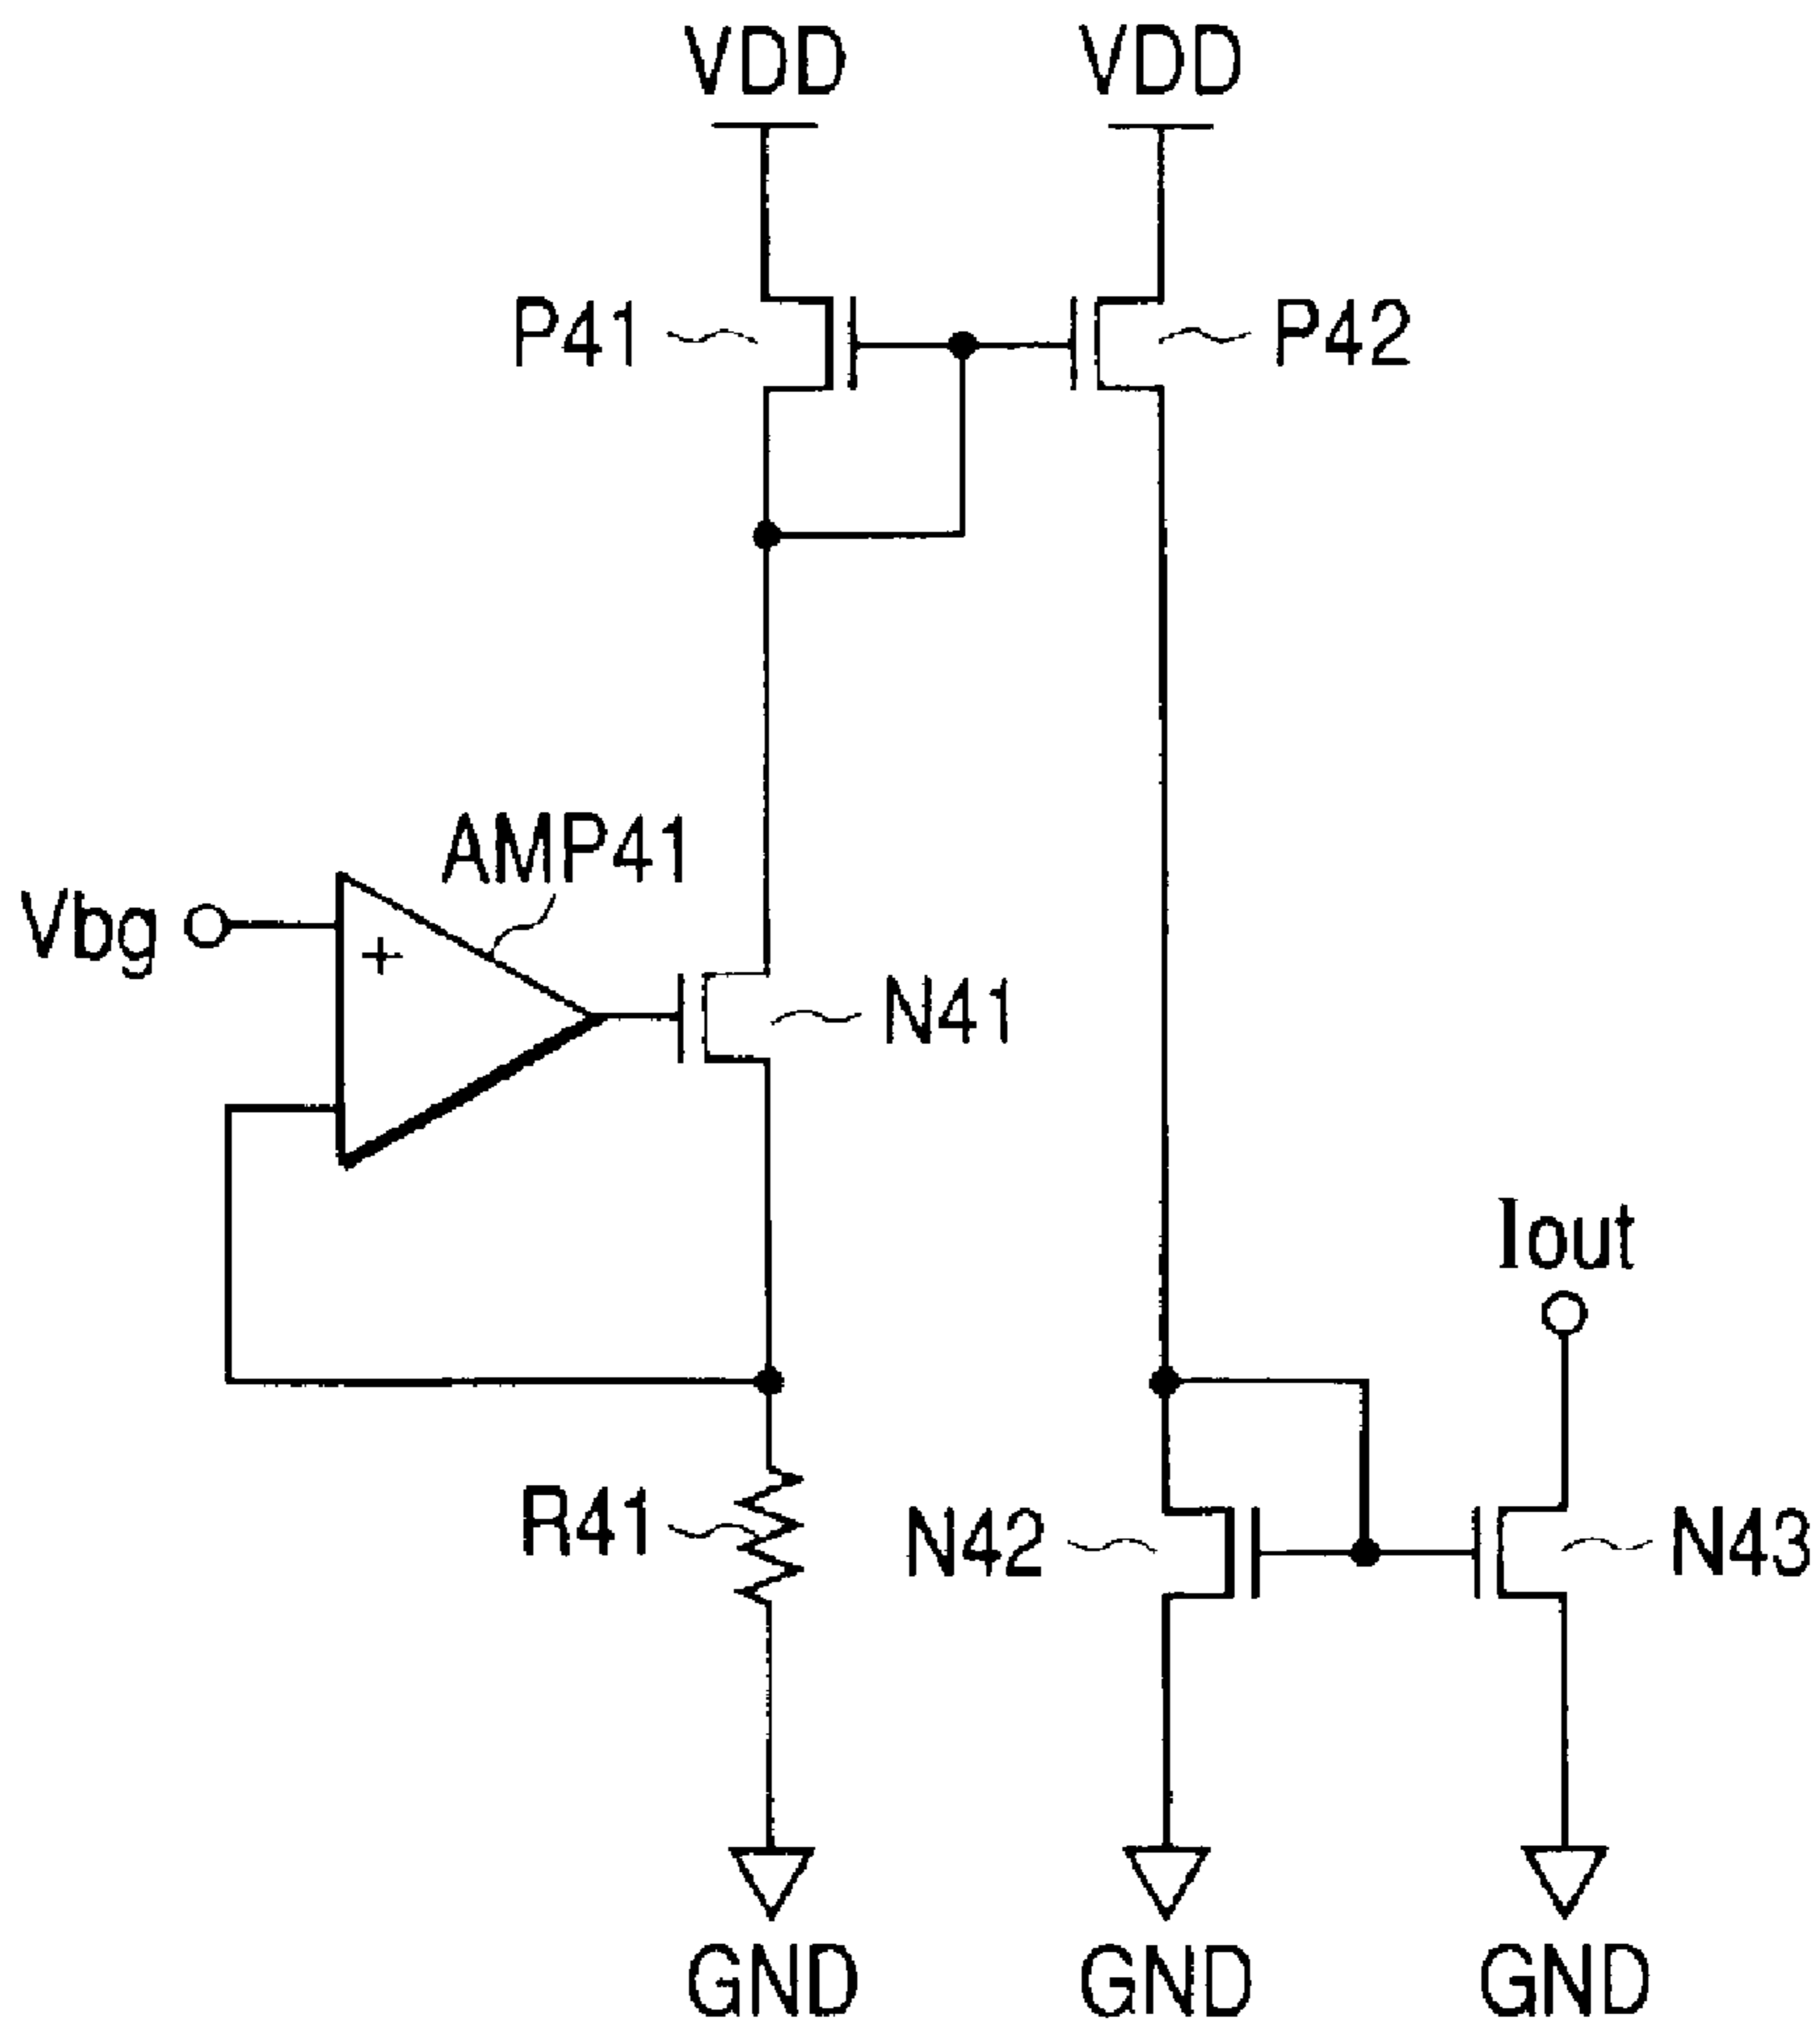 VDD VDD
P41 P42
AMP41
Vbg
+
N41
Iout
R41 N42 N43
GND GND GND